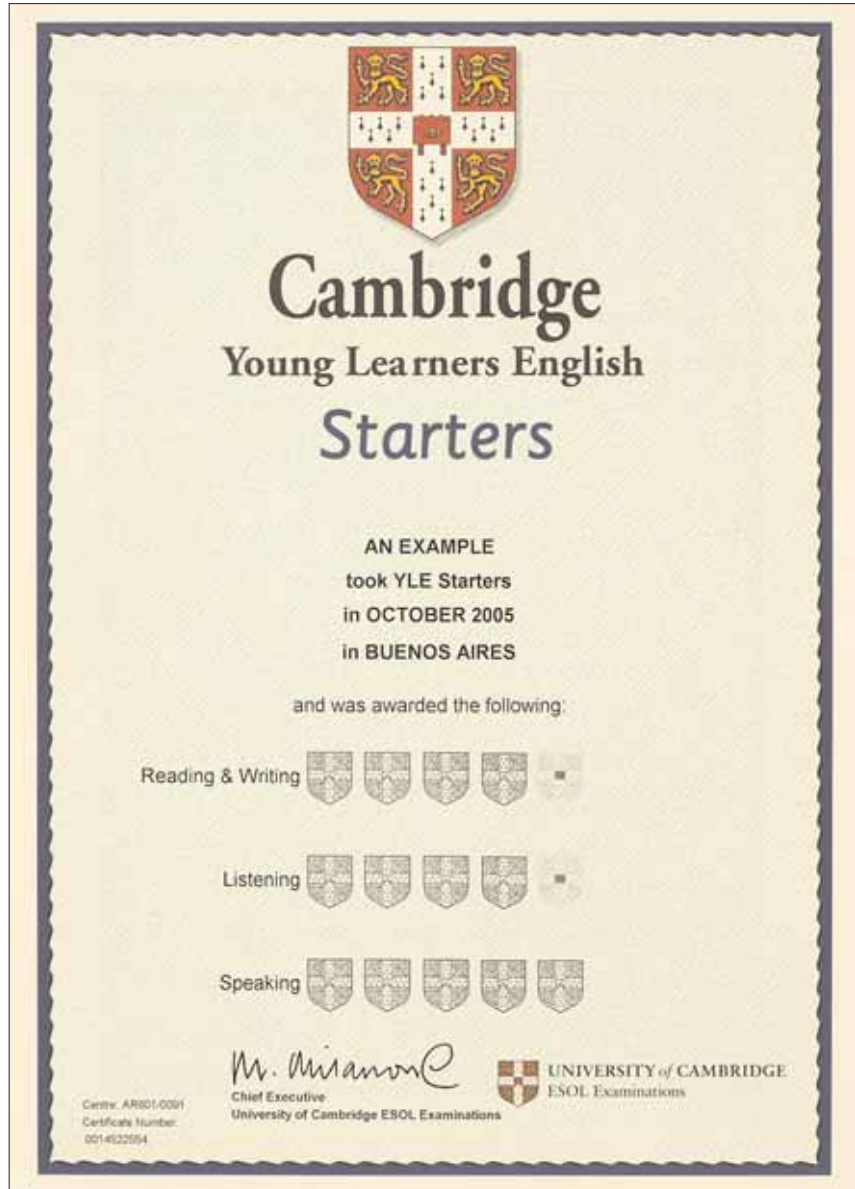 Cambridge
Young Learners English
Starters
AN EXAMPLE
took YLE Starters
in OCTOBER 2005
in BUENOS AIRES
and was awarded the following:
Reading & Writing
Listening
Speaking
Chief Executive
University of Cambridge ESOL Examinations
UNIVERSITY of CAMBRIDGE
ESOL Examinations
Centre: AR601/0091
Certificate Number: